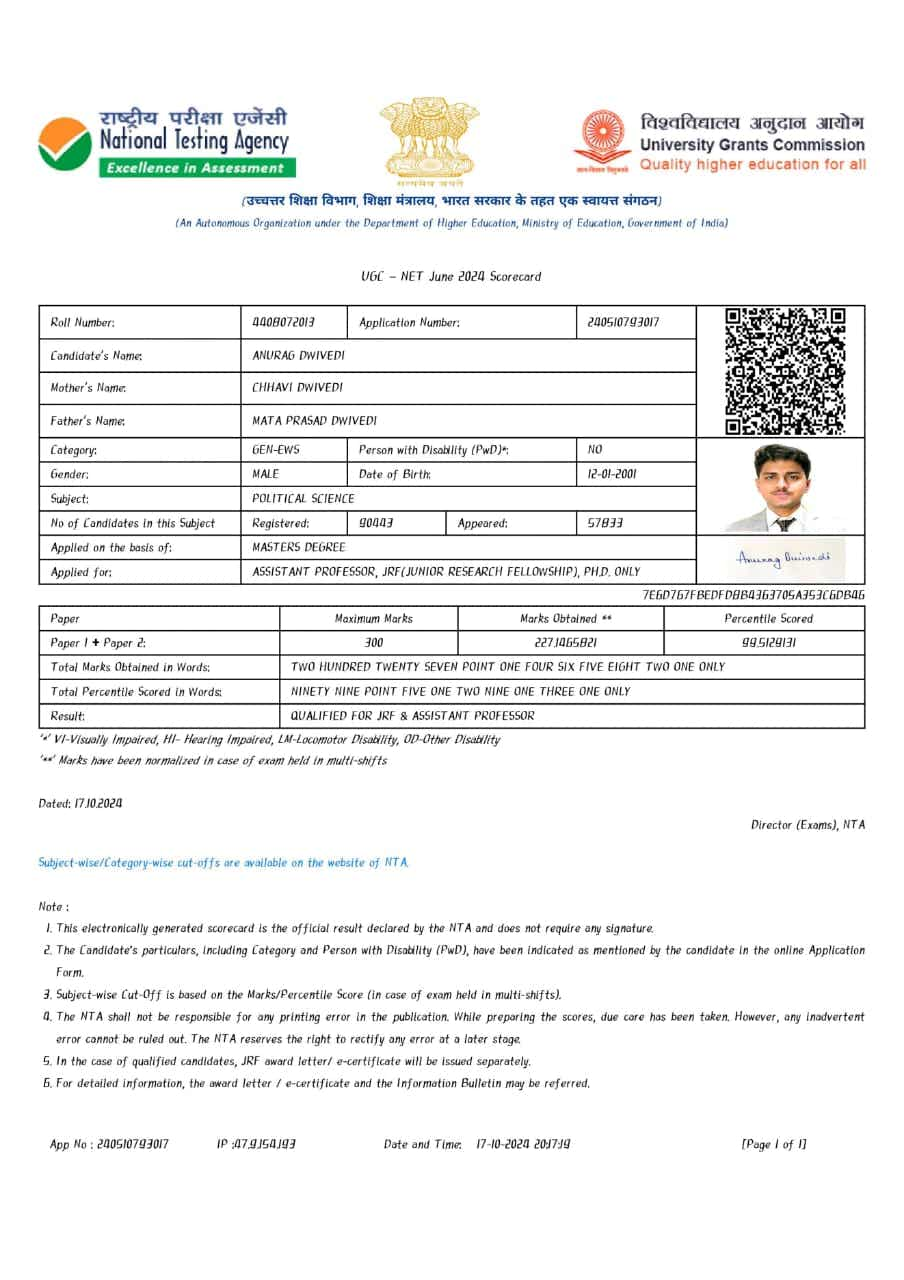 राष्ट्रीय परीक्षा एजेंसी
National Testing Agency
Excellence in Assessment
सत्यमेव जयते
विश्वविद्यालय अनुदान आयोग
University Grants Commission
Quality higher education for all
ज्ञान-विज्ञान विमुक्तये
(उच्चत्तर शिक्षा विभाग, शिक्षा मंत्रालय, भारत सरकार के तहत एक स्वायत्त संगठन)
(An Autonomous Organization under the Department of Higher Education, Ministry of Education, Government of India)
UGC – NET June 2024 Scorecard
Roll Number: 4408072013 Application Number: 240510793017
Candidate's Name: ANURAG DWIVEDI
Mother's Name: CHHAVI DWIVEDI
Father's Name: MATA PRASAD DWIVEDI
Category: GEN-EWS Person with Disability (PwD)*: NO
Gender: MALE Date of Birth: 12-01-2001
Subject: POLITICAL SCIENCE
No of Candidates in this Subject Registered: 90443 Appeared: 57833
Applied on the basis of: MASTERS DEGREE
Anurag Dwivedi
Applied for: ASSISTANT PROFESSOR, JRF(JUNIOR RESEARCH FELLOWSHIP), PH.D. ONLY
7E6D767FBEDFD8B4363705A353C6DB46
Paper Maximum Marks Marks Obtained ** Percentile Scored
Paper 1 + Paper 2: 300 227.1465821 99.5129131
Total Marks Obtained in Words: TWO HUNDRED TWENTY SEVEN POINT ONE FOUR SIX FIVE EIGHT TWO ONE ONLY
Total Percentile Scored in Words: NINETY NINE POINT FIVE ONE TWO NINE ONE THREE ONE ONLY
Result: QUALIFIED FOR JRF & ASSISTANT PROFESSOR
'*' VI-Visually Impaired, HI- Hearing Impaired, LM-Locomotor Disability, OD-Other Disability
'**' Marks have been normalized in case of exam held in multi-shifts
Dated: 17.10.2024
Director (Exams), NTA
Subject-wise/Category-wise cut-offs are available on the website of NTA.
Note :
1. This electronically generated scorecard is the official result declared by the NTA and does not require any signature.
2. The Candidate's particulars, including Category and Person with Disability (PwD), have been indicated as mentioned by the candidate in the online Application
Form.
3. Subject-wise Cut-Off is based on the Marks/Percentile Score (in case of exam held in multi-shifts).
4. The NTA shall not be responsible for any printing error in the publication. While preparing the scores, due care has been taken. However, any inadvertent
error cannot be ruled out. The NTA reserves the right to rectify any error at a later stage.
5. In the case of qualified candidates, JRF award letter/ e-certificate will be issued separately.
6. For detailed information, the award letter / e-certificate and the Information Bulletin may be referred.
App No : 240510793017 IP :47.9.154.193 Date and Time: 17-10-2024 20:17:19 [Page 1 of 1]